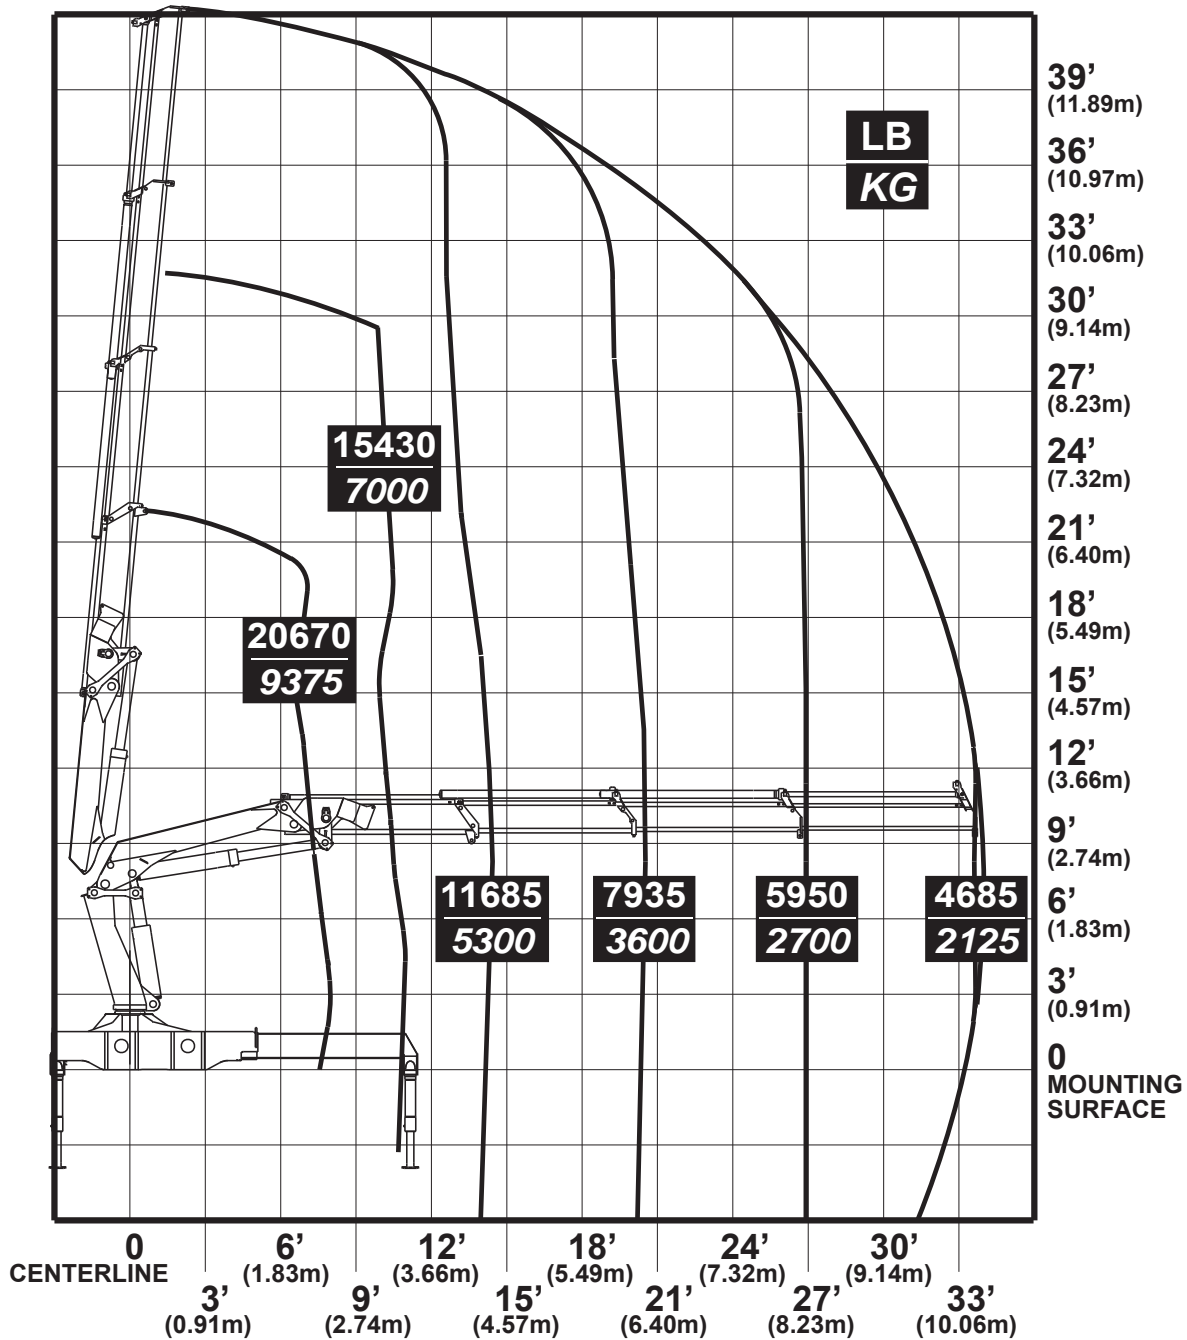 39’
(11.89m)
LB
KG
36’
(10.97m)
33’
(10.06m)
30’
(9.14m)
27’
(8.23m)
15430
7000
24’
(7.32m)
21’
(6.40m)
20670
9375
18’
(5.49m)
15’
(4.57m)
12’
(3.66m)
9’
(2.74m)
11685
5300
7935
3600
5950
2700
4685
2125
6’
(1.83m)
3’
(0.91m)
0
MOUNTING
SURFACE
0
CENTERLINE
6’
(1.83m)
12’
(3.66m)
18’
(5.49m)
24’
(7.32m)
30’
(9.14m)
3’
(0.91m)
9’
(2.74m)
15’
(4.57m)
21’
(6.40m)
27’
(8.23m)
33’
(10.06m)